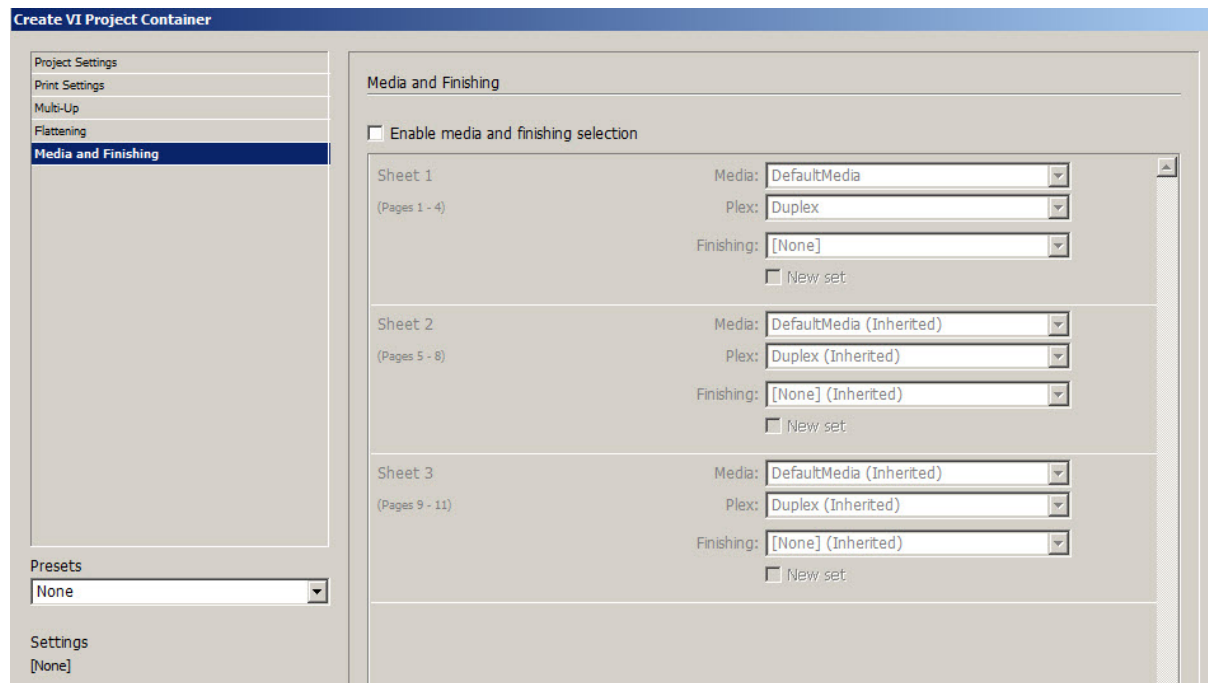 Create VI Project Container
Project Settings
Print Settings
Multi-Up
Flattening
Media and Finishing
Presets
None
Settings
[None]
Media and Finishing
Enable media and finishing selection
Sheet 1 Media: DefaultMedia
(Pages 1 - 4) Plex: Duplex
Finishing: [None]
New set
Sheet 2 Media: DefaultMedia (Inherited)
(Pages 5 - 8) Plex: Duplex (Inherited)
Finishing: [None] (Inherited)
New set
Sheet 3 Media: DefaultMedia (Inherited)
(Pages 9 - 11) Plex: Duplex (Inherited)
Finishing: [None] (Inherited)
New set